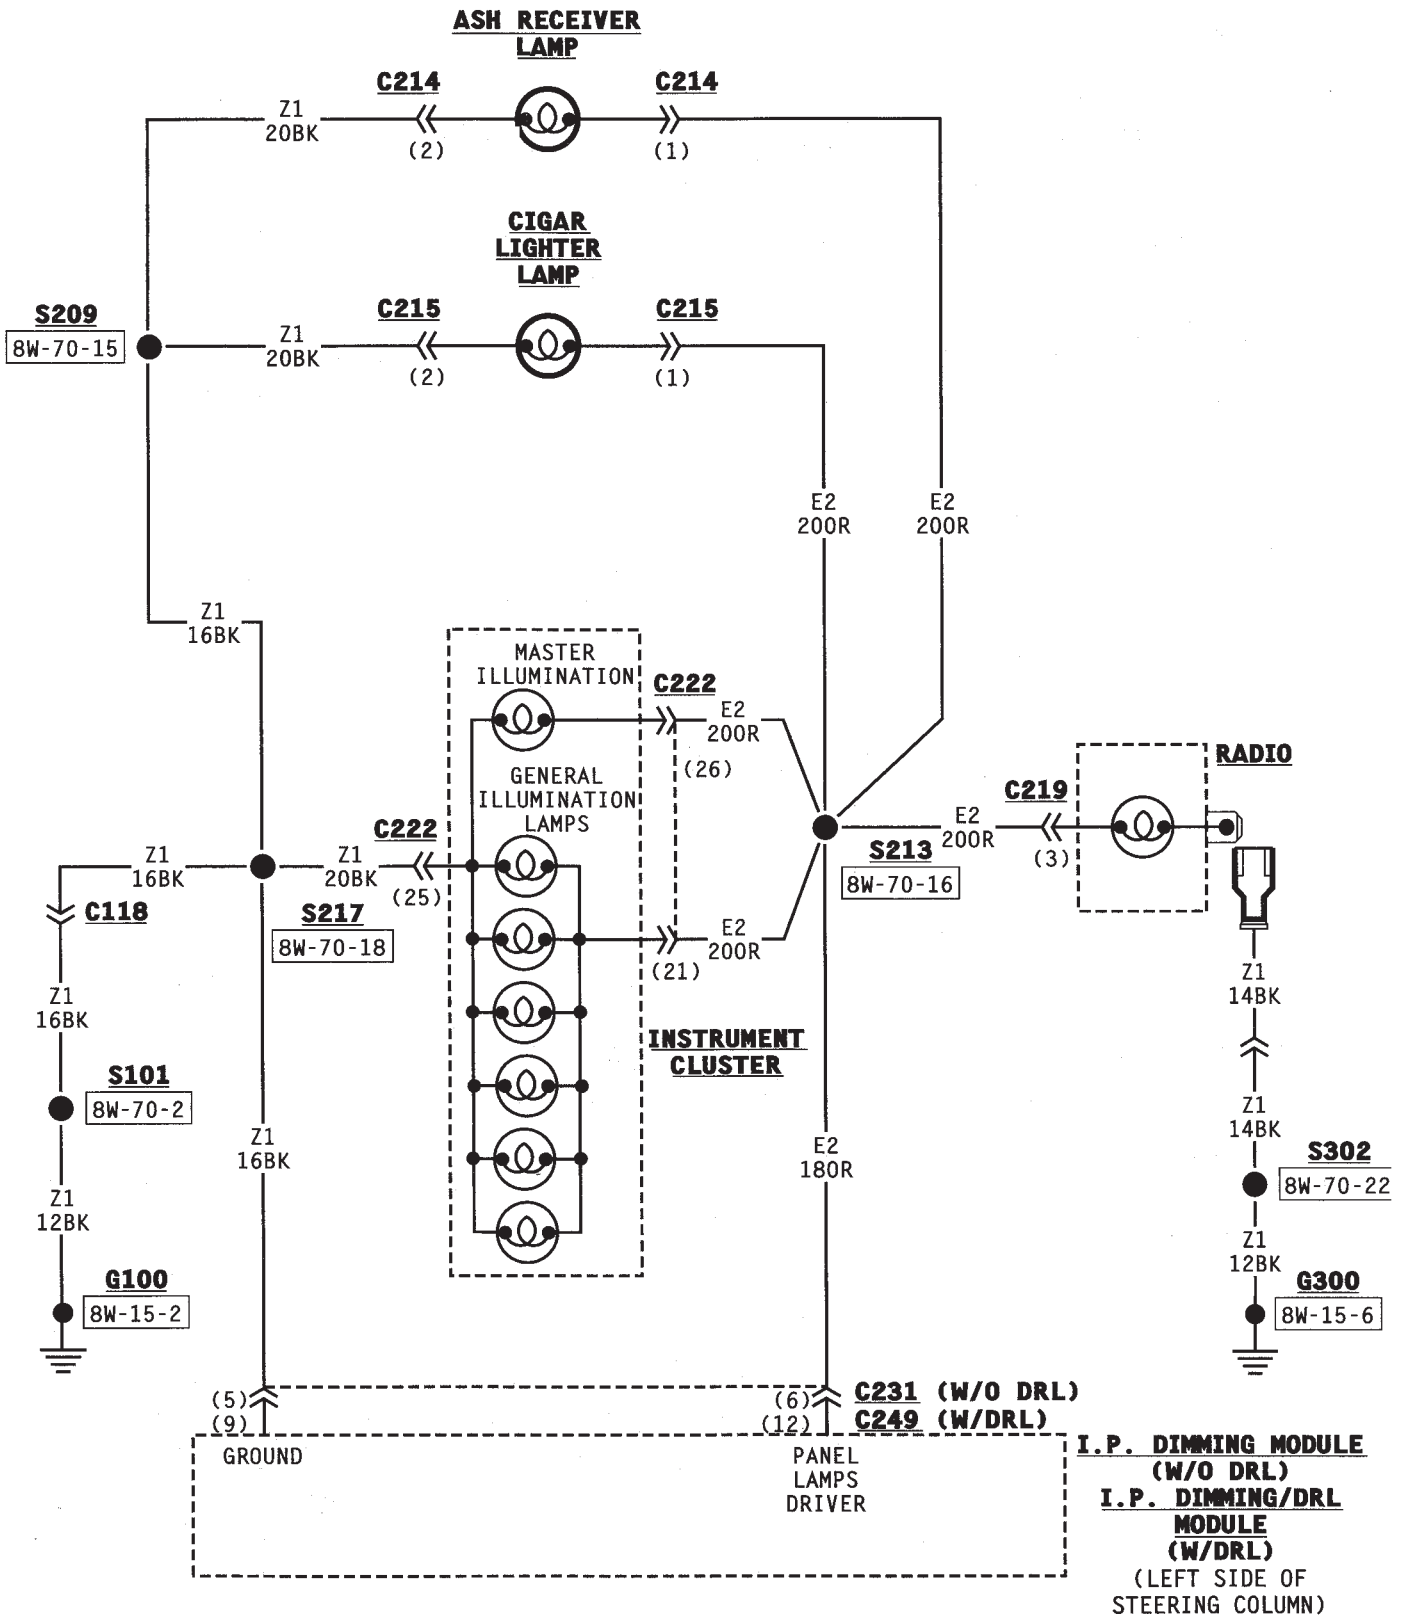 ASH RECEIVER
LAMP
C214
C214
Z1
20BK
(2)
(1)
CIGAR
LIGHTER
LAMP
S209
8W-70-15
C215
C215
Z1
20BK
(2)
(1)
E2
20OR
E2
20OR
Z1
16BK
MASTER
ILLUMINATION
C222
E2
20OR
(26)
GENERAL
ILLUMINATION
LAMPS
RADIO
C219
E2
20OR
(3)
S213
8W-70-16
C222
Z1
16BK
Z1
20BK
(25)
C118
S217
8W-70-18
E2
20OR
(21)
Z1
14BK
Z1
16BK
INSTRUMENT
CLUSTER
S101
8W-70-2
Z1
14BK
Z1
16BK
E2
18OR
S302
8W-70-22
Z1
12BK
Z1
12BK
G100
8W-15-2
G300
8W-15-6
(5)
(9)
(6)
(12)
C231 (W/O DRL)
C249 (W/DRL)
GROUND
PANEL
LAMPS
DRIVER
I.P. DIMMING MODULE
(W/O DRL)
I.P. DIMMING/DRL
MODULE
(W/DRL)
(LEFT SIDE OF
STEERING COLUMN)